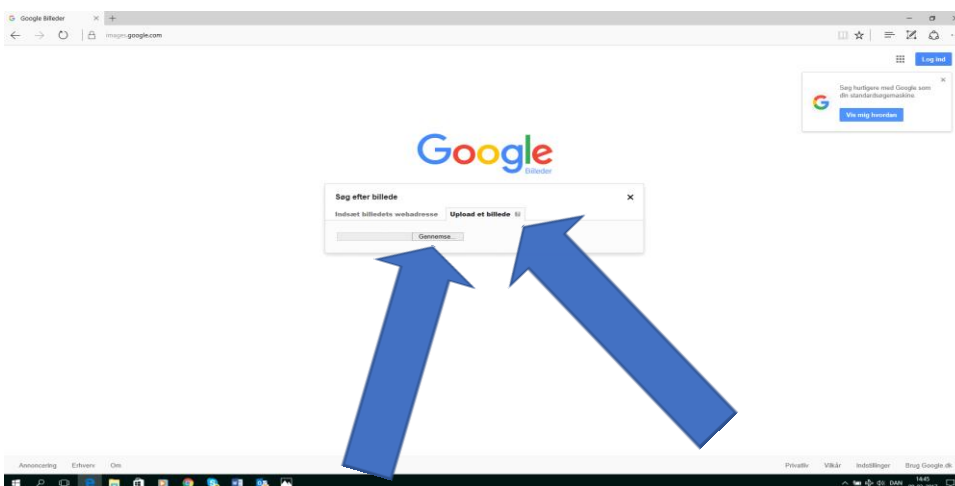 Google Billeder
images.google.com
Log ind
Søg hurtigere med Google som
din standardsøgemaskine.
Vis mig hvordan
Google
Billeder
Søg efter billede
Indsæt billedets webadresse Upload et billede
Gennemse...
Annoncering Erhverv Om
Privatliv Vilkår Indstillinger Brug Google.dk
DAN 14:45